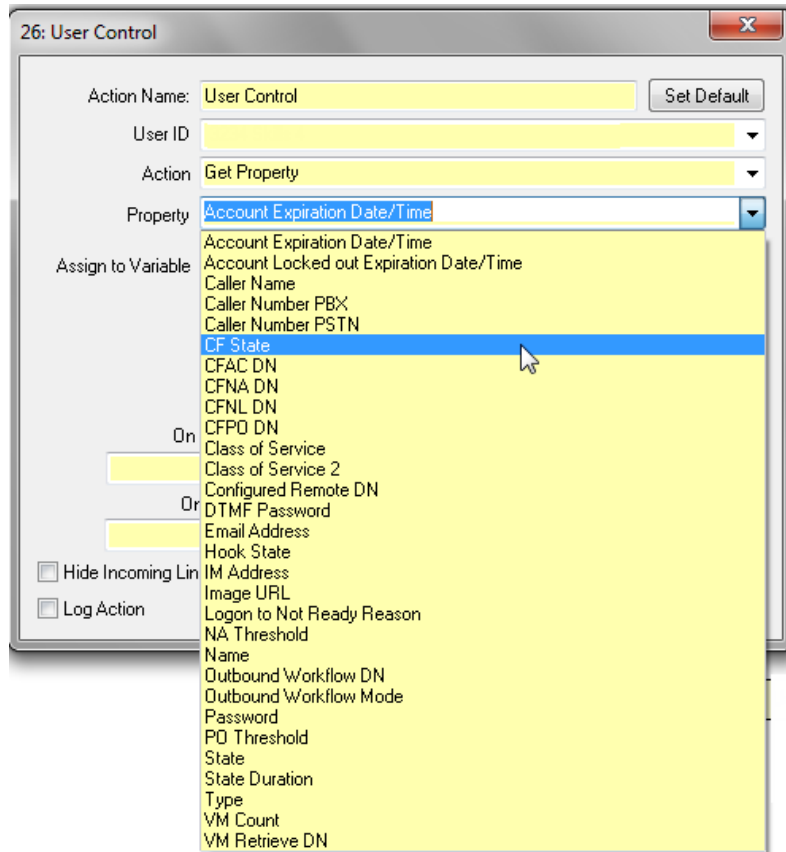 26: User Control
Action Name: User Control Set Default
User ID
Action Get Property
Property Account Expiration Date/Time
Account Expiration Date/Time
Assign to Variable Account Locked out Expiration Date/Time
Caller Name
Caller Number PBX
Caller Number PSTN
CF State
CFAC DN
CFNA DN
CFNL DN
CFPO DN
On
Class of Service
Class of Service 2
Configured Remote DN
Or
DTMF Password
Email Address
Hook State
Hide Incoming Lin IM Address
Image URL
Log Action Logon to Not Ready Reason
NA Threshold
Name
Outbound Workflow DN
Outbound Workflow Mode
Password
PO Threshold
State
State Duration
Type
VM Count
VM Retrieve DN